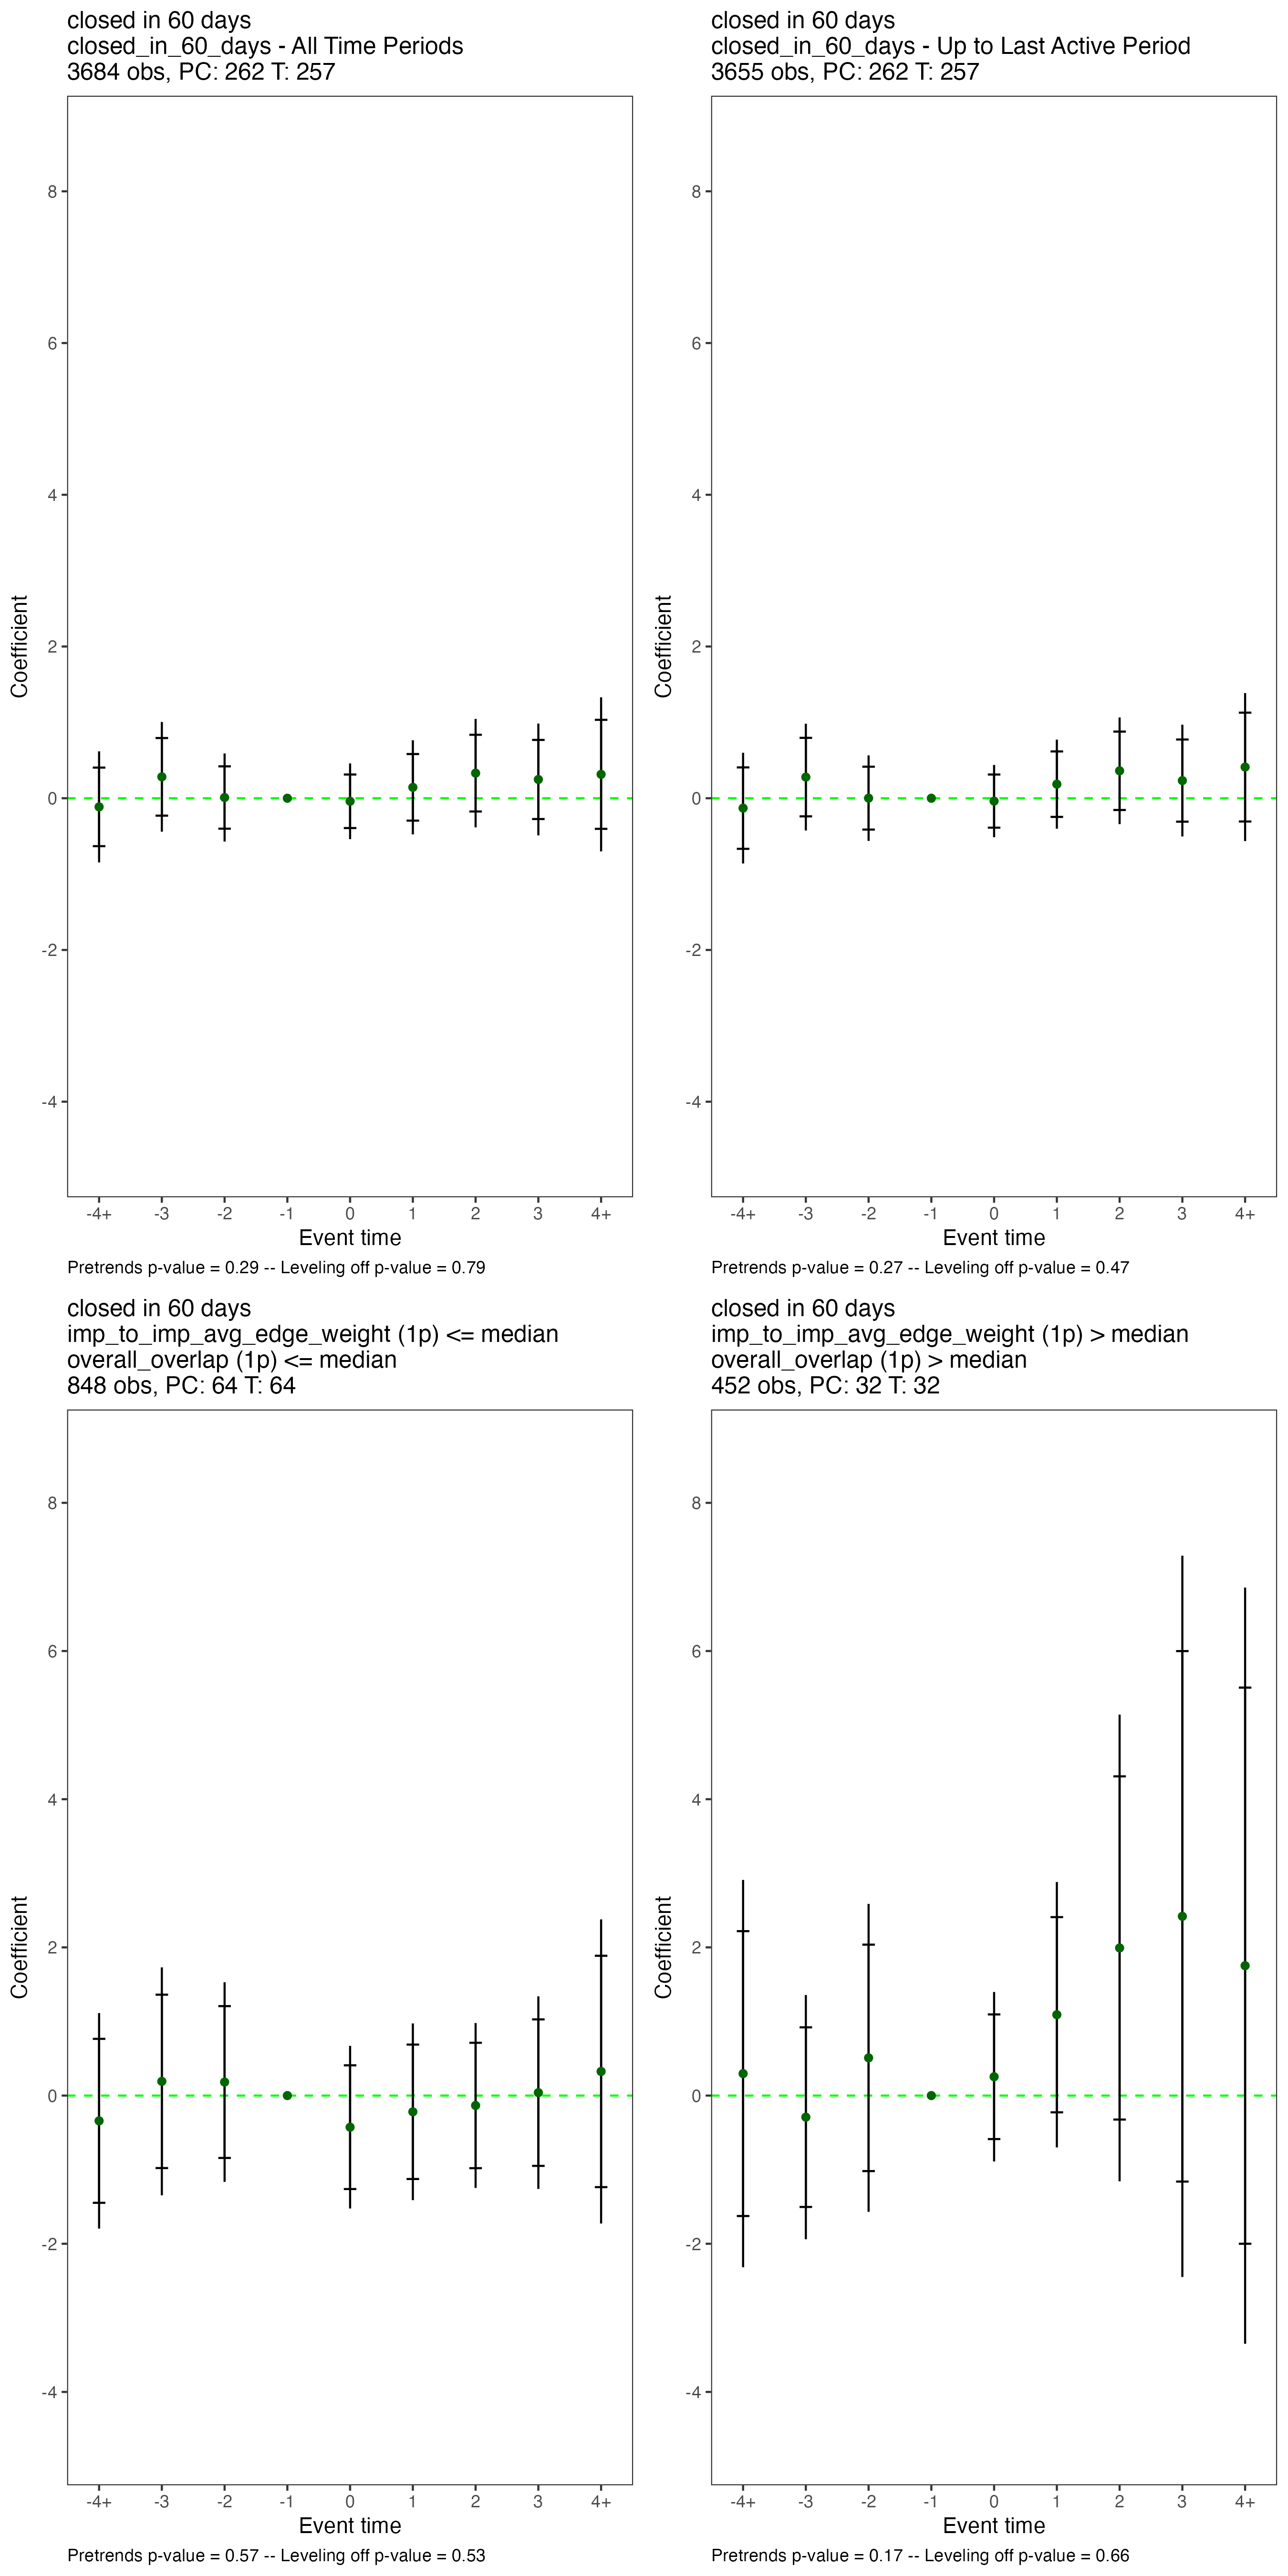 closed in 60 days
closed_in_60_days - All Time Periods
3684 obs, PC: 262 T: 257
8
6
4
2
0
-2
-4
Coefficient
-4+ -3 -2 -1 0 1 2 3 4+
Event time
Pretrends p-value = 0.29 -- Leveling off p-value = 0.79
closed in 60 days
closed_in_60_days - Up to Last Active Period
3655 obs, PC: 262 T: 257
8
6
4
2
0
-2
-4
Coefficient
-4+ -3 -2 -1 0 1 2 3 4+
Event time
Pretrends p-value = 0.27 -- Leveling off p-value = 0.47
closed in 60 days
imp_to_imp_avg_edge_weight (1p) <= median
overall_overlap (1p) <= median
848 obs, PC: 64 T: 64
8
6
4
2
0
-2
-4
Coefficient
-4+ -3 -2 -1 0 1 2 3 4+
Event time
Pretrends p-value = 0.57 -- Leveling off p-value = 0.53
closed in 60 days
imp_to_imp_avg_edge_weight (1p) > median
overall_overlap (1p) > median
452 obs, PC: 32 T: 32
8
6
4
2
0
-2
-4
Coefficient
-4+ -3 -2 -1 0 1 2 3 4+
Event time
Pretrends p-value = 0.17 -- Leveling off p-value = 0.66